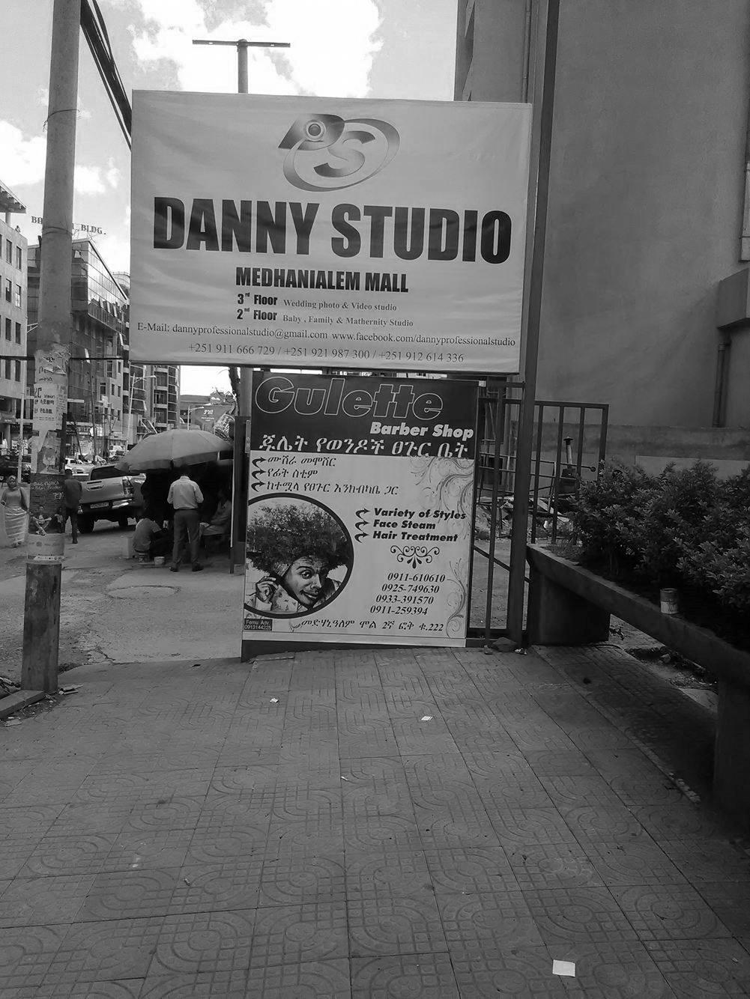 DS
DANNY STUDIO
MEDHANIALEM MALL
3rd Floor Wedding photo & Video studio
2nd Floor Baby , Family & Mathernity Studio
E-Mail: dannyprofessionalstudio@gmail.com www.facebook.com/dannyprofessionalstudio
+251 911 666 729 / +251 921 987 300 / +251 912 614 336
BLDG.
Gulette
Barber Shop
ጁሌት የወንዶች ፀጉር ቤት
ሙሽራ መሞሸር
የፊት ስቲም
ከተሟላ የፀጉር እንክብካቤ ጋር
Variety of Styles
Face Steam
Hair Treatment
0911-610610
0925-749630
0933-391570
0911-259394
መድሃኒዓለም ሞል 2ኛ ፎቅ ቁ.222
Femu Adv.
0913144225